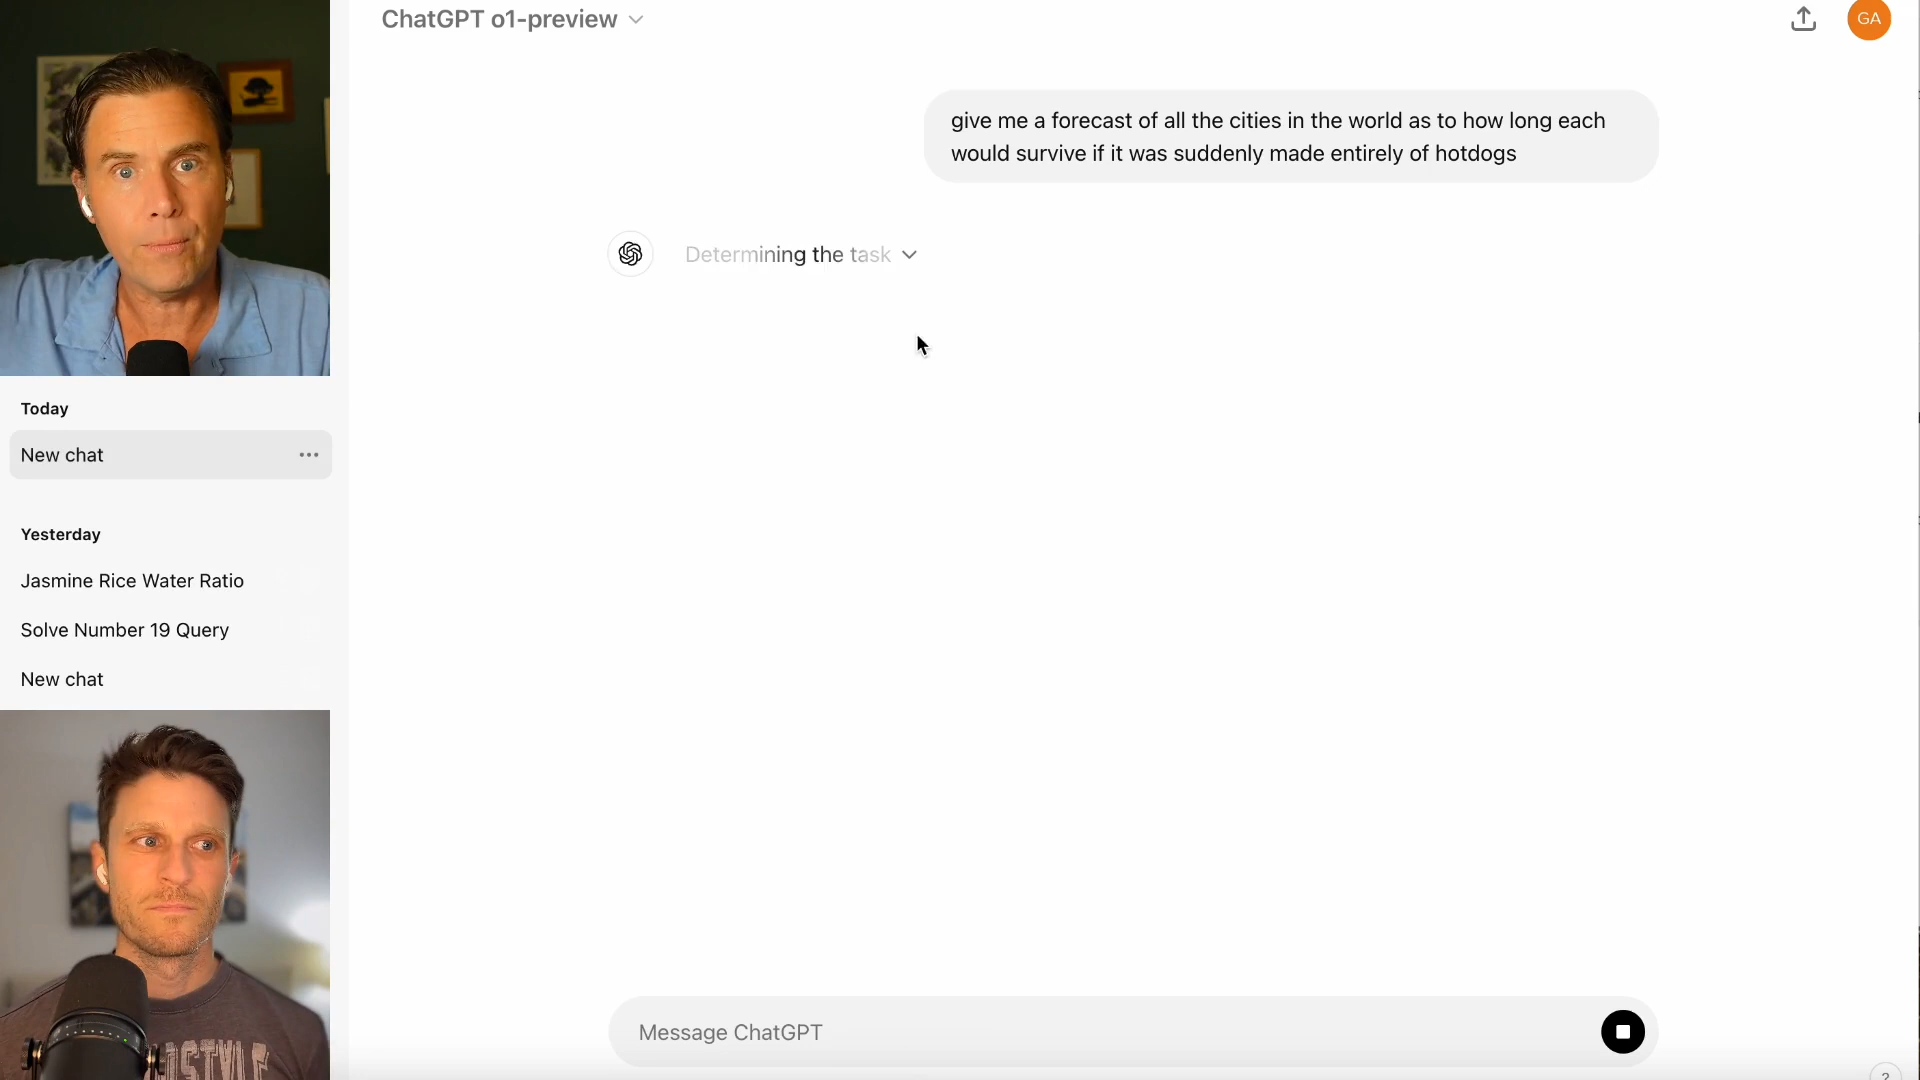 ChatGPT o1-preview
GA
give me a forecast of all the cities in the world as to how long each
would survive if it was suddenly made entirely of hotdogs
Determining the task
Today
New chat
Yesterday
Jasmine Rice Water Ratio
Solve Number 19 Query
New chat
Message ChatGPT
?